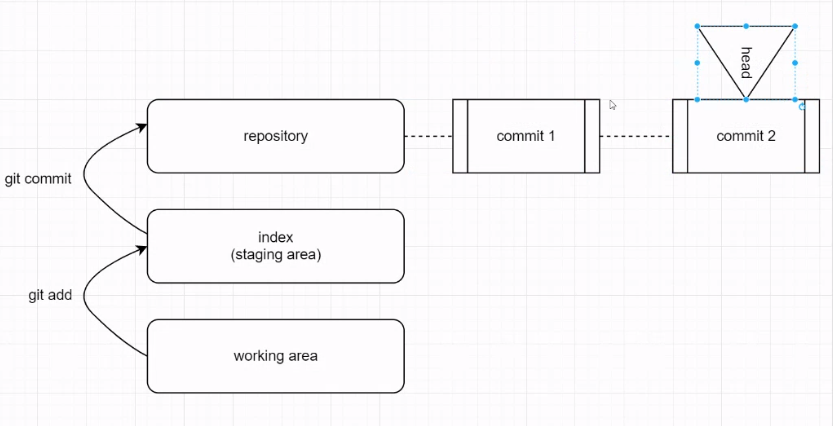 head
repository
commit 1
commit 2
git commit
index
(staging area)
git add
working area